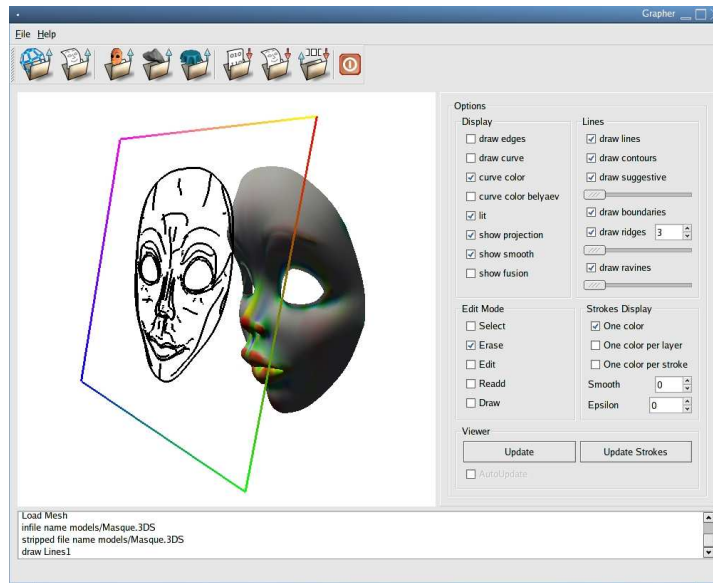 Grapher
File Help
Options
Display
draw edges
draw curve
curve color
curve color belyaev
lit
show projection
show smooth
show fusion
Lines
draw lines
draw contours
draw suggestive
draw boundaries
draw ridges 3
draw ravines
Edit Mode
Select
Erase
Edit
Readd
Draw
Strokes Display
One color
One color per layer
One color per stroke
Smooth 0
Epsilon 0
Viewer
Update Update Strokes
AutoUpdate
Load Mesh
infile name models/Masque.3DS
stripped file name models/Masque.3DS
draw Lines1